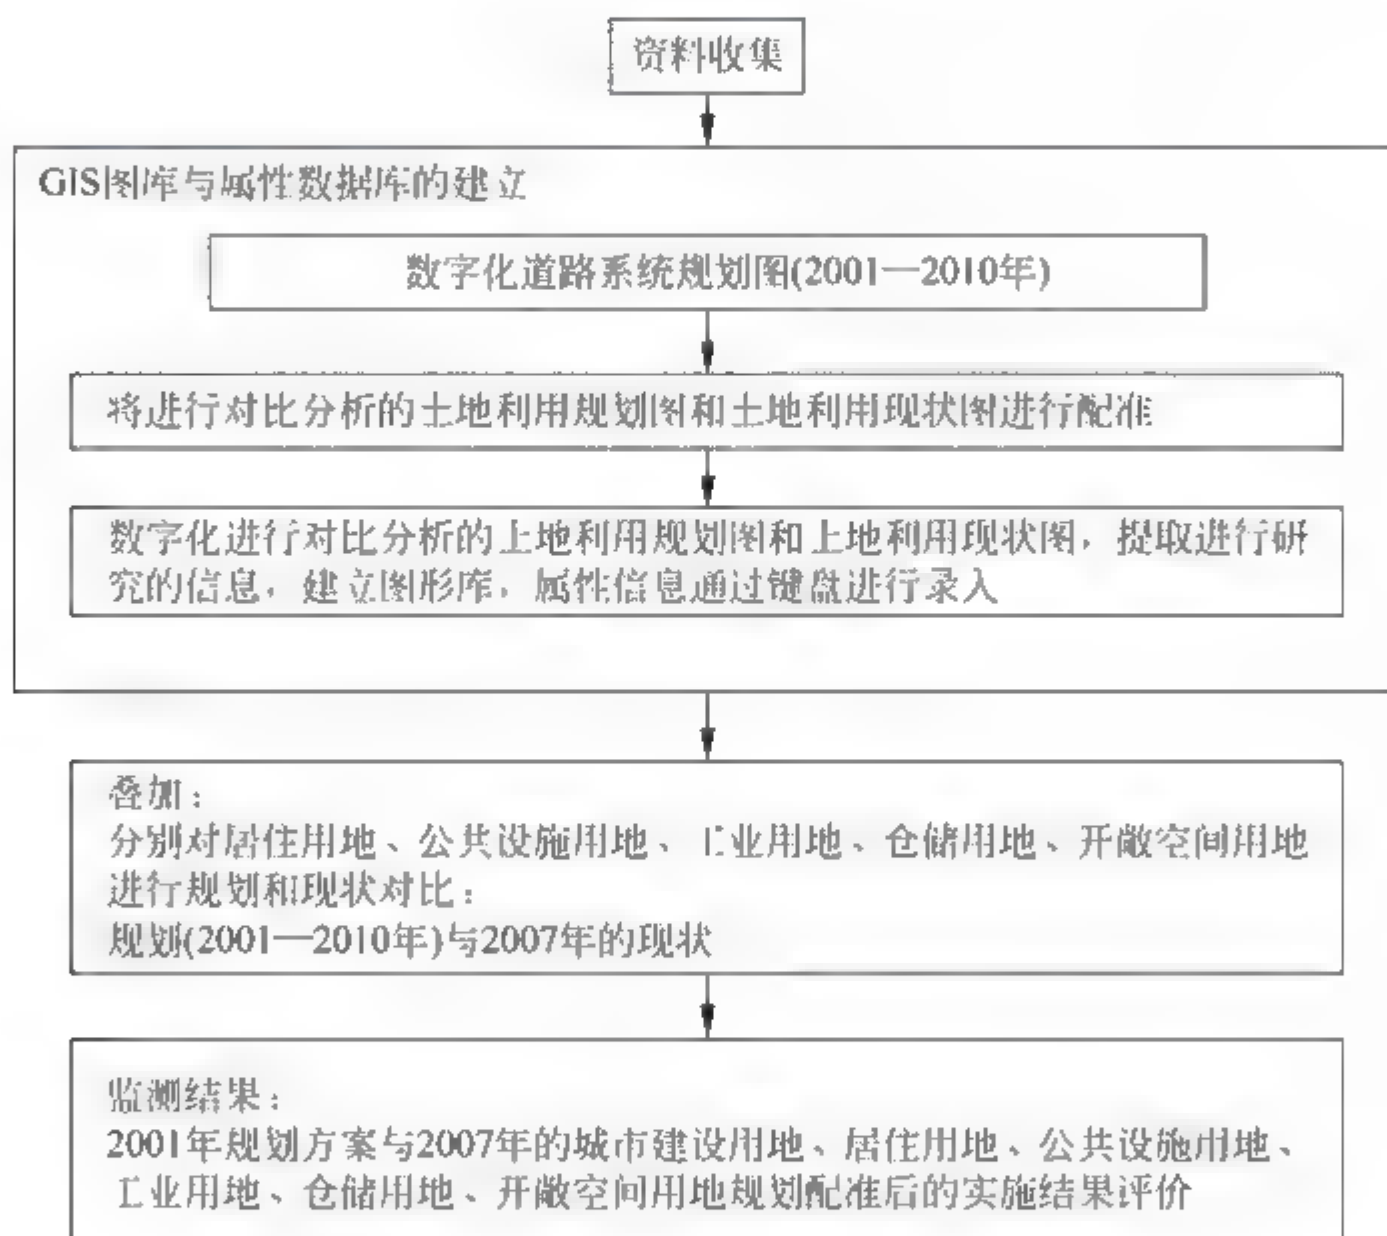 资料收集
GIS图库与属性数据库的建立
数字化道路系统规划图(2001—2010年)
将进行对比分析的土地利用规划图和土地利用现状图进行配准
数字化进行对比分析的土地利用规划图和土地利用现状图，提取进行研
究的信息，建立图形库，属性信息通过键盘进行录入
叠加：
分别对居住用地、公共设施用地、工业用地、仓储用地、开敞空间用地
进行规划和现状对比：
规划(2001—2010年)与2007年的现状
监测结果：
2001年规划方案与2007年的城市建设用地、居住用地、公共设施用地、
工业用地、仓储用地、开敞空间用地规划配准后的实施结果评价